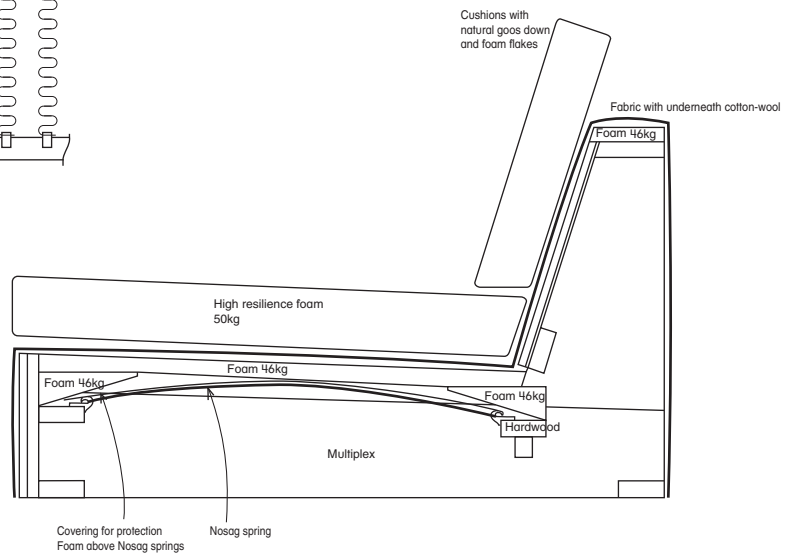 Cushions with
natural goos down
and foam flakes
Fabric with underneath cotton-wool
Foam 46kg
High resilience foam
50kg
Foam 46kg
Foam 46kg
Foam 46kg
Hardwood
Multiplex
Covering for protection
Foam above Nosag springs
Nosag spring